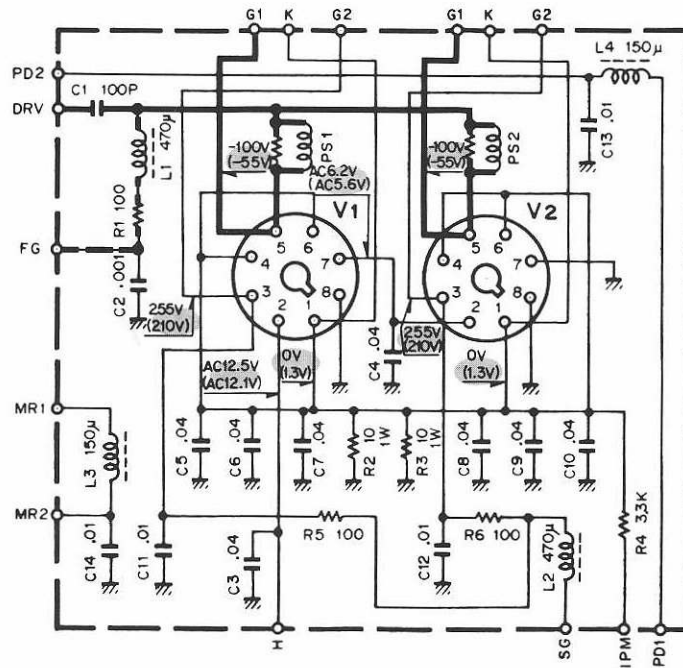 G1 K G2 G1 K G2
L4 150μ
PD2
C1 100P
DRV
470μ
L1
-100V
(-55V)
PS1
AC6.2V
(AC5.6V)
-100V
(-55V)
PS2
C13 .01
R1 100
V1
V2
FG
5 6
4 7
3 8
2 1
5 6
4 7
3 8
2 1
C2 .001
255V
(210V)
AC12.5V
(AC12.1V)
0V
(1.3V)
C4 .04
255V
(210V)
0V
(1.3V)
MR1
L3 150μ
C5 .04
C6 .04
C7 .04
R2 10 1W
R3 10 1W
C8 .04
C9 .04
C10 .04
MR2
C14 .01
C11 .01
C3 .04
R5 100
C12 .01
R6 100
L2 470μ
R4 3.3K
H
SG
IPM
PD1